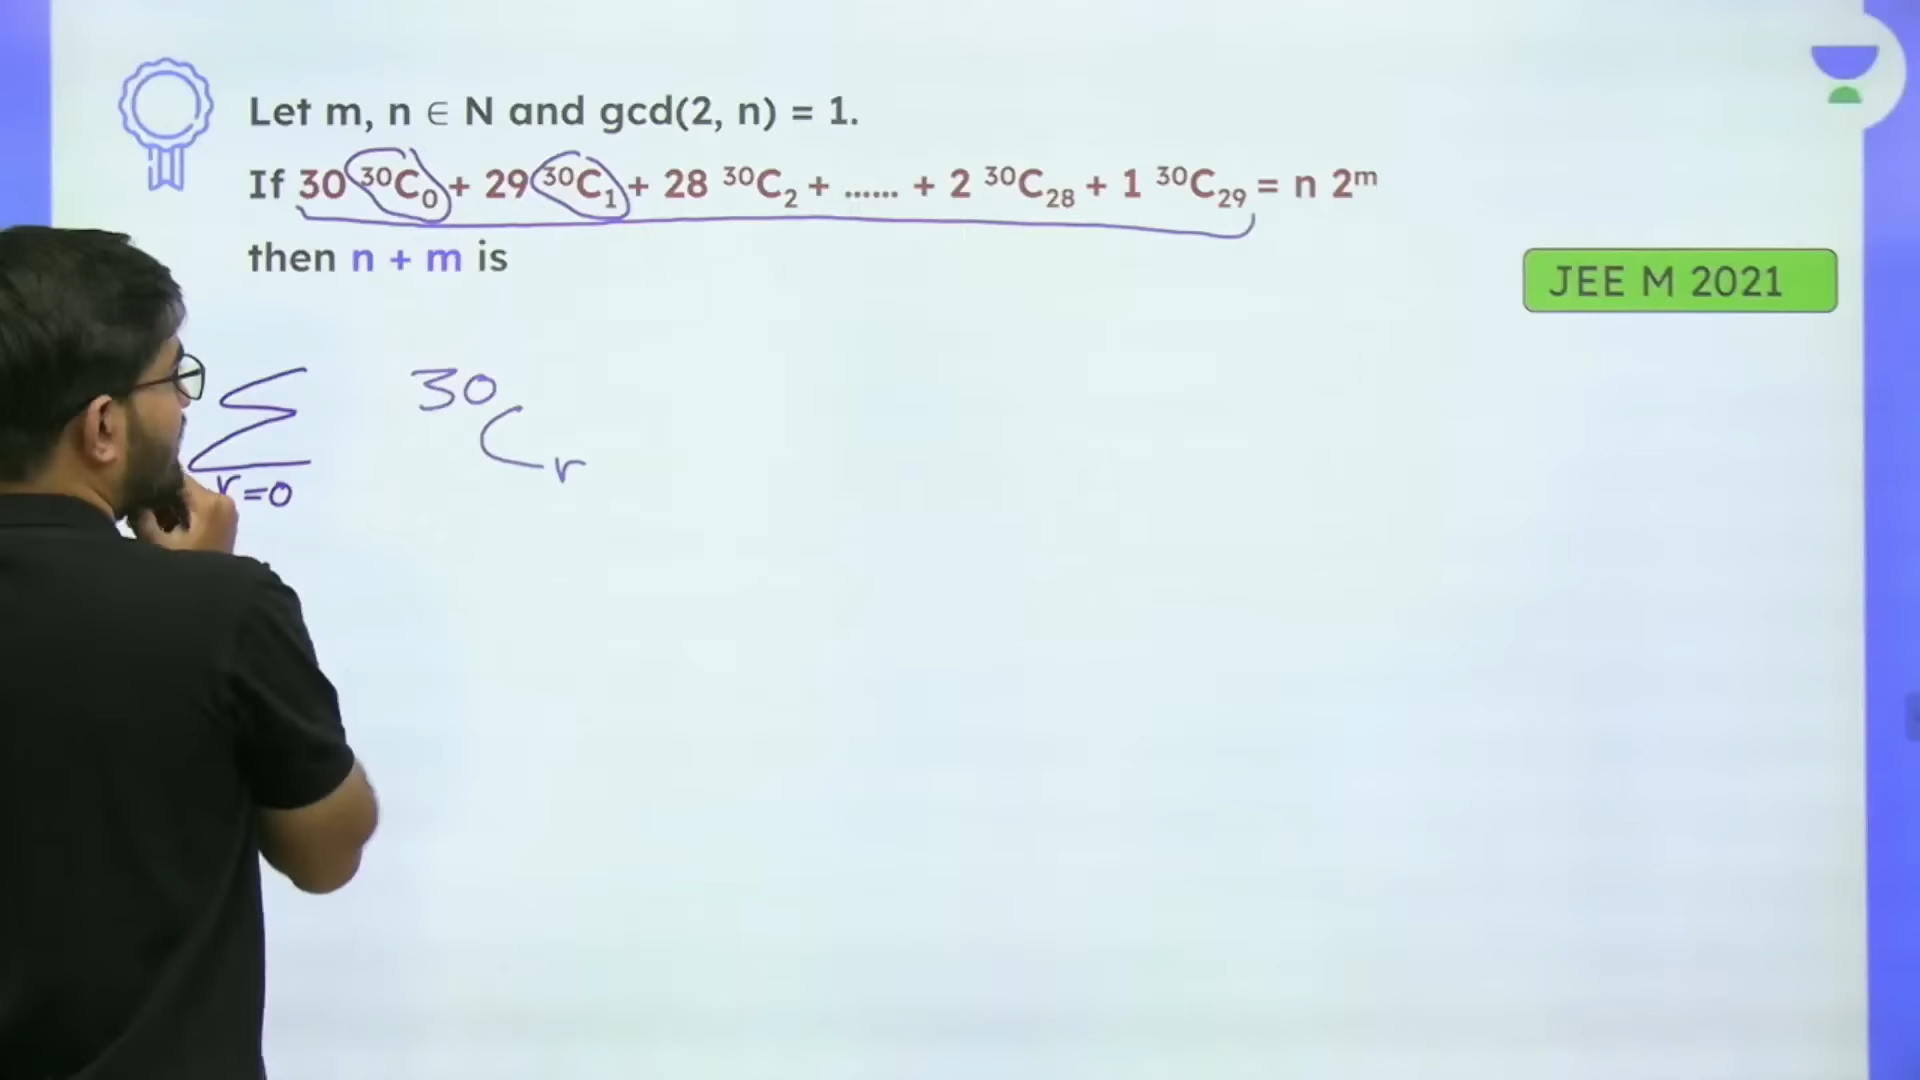 Let m, n ∈ N and gcd(2, n) = 1.
If 30 ³⁰C₀ + 29 ³⁰C₁ + 28 ³⁰C₂ + ...... + 2 ³⁰C₂₈ + 1 ³⁰C₂₉ = n 2ᵐ
then n + m is
JEE M 2021
∑ r=0 ³⁰Cᵣ